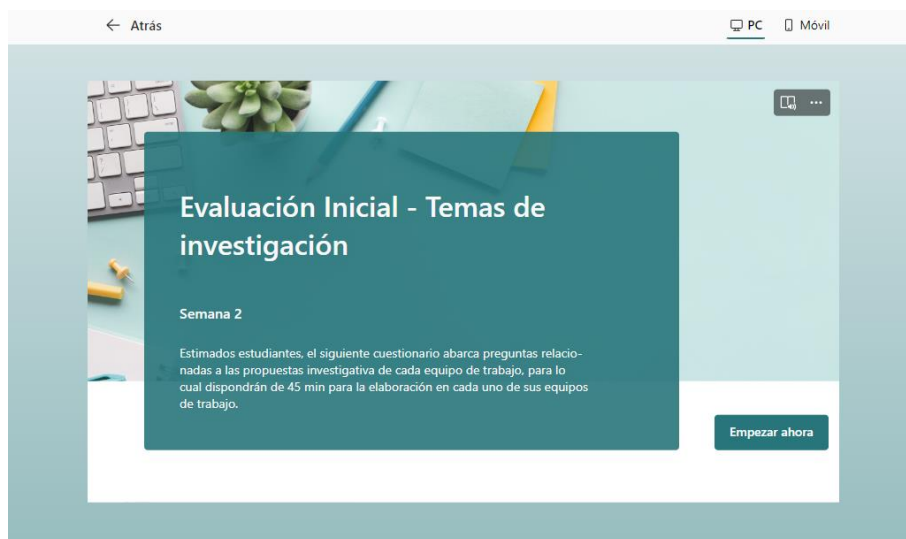 Atrás
PC
Móvil
Evaluación Inicial - Temas de
investigación
Semana 2
Estimados estudiantes, el siguiente cuestionario abarca preguntas relacio-
nadas a las propuestas investigativa de cada equipo de trabajo, para lo
cual dispondrán de 45 min para la elaboración en cada uno de sus equipos
de trabajo.
Empezar ahora